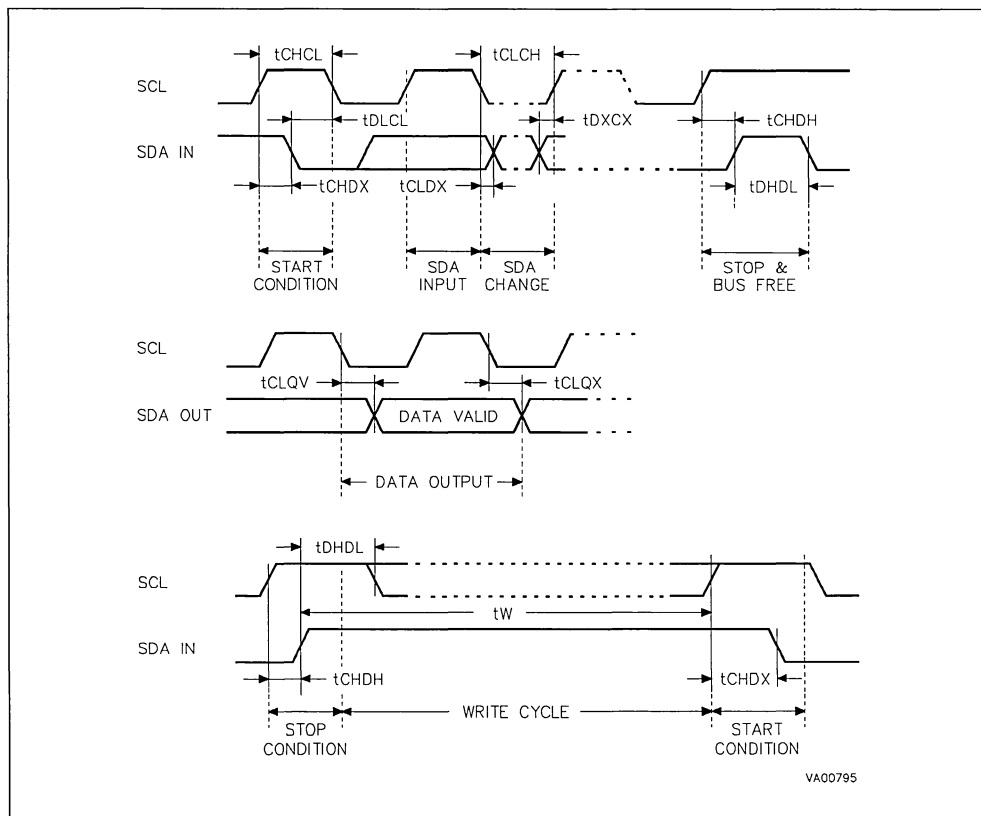 tCHCL
tCLCH
SCL
tDLCL
tDXCX
tCHDH
SDA IN
tCHDX
tCLDX
tDHDL
START
CONDITION
SDA
INPUT
SDA
CHANGE
STOP &
BUS FREE
SCL
tCLQV
tCLQX
SDA OUT
DATA VALID
DATA OUTPUT
tDHDL
SCL
tW
SDA IN
tCHDH
tCHDX
STOP
CONDITION
WRITE CYCLE
START
CONDITION
VA00795